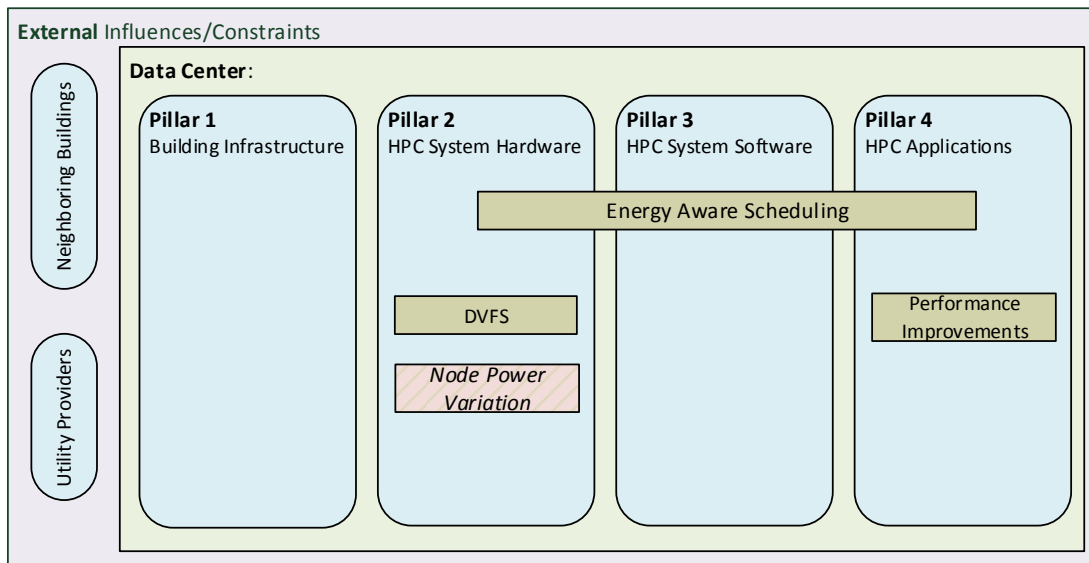 External Influences/Constraints
Neighboring Buildings
Utility Providers
Data Center:
Pillar 1
Building Infrastructure
Pillar 2
HPC System Hardware
Pillar 3
HPC System Software
Pillar 4
HPC Applications
Energy Aware Scheduling
DVFS
Performance
Improvements
Node Power
Variation